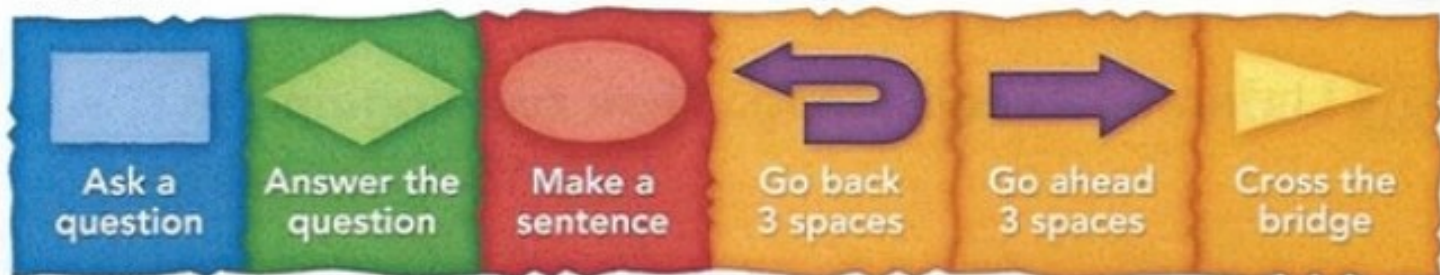 Ask a
question
Answer the
question
Make a
sentence
Go back
3 spaces
Go ahead
3 spaces
Cross the
bridge